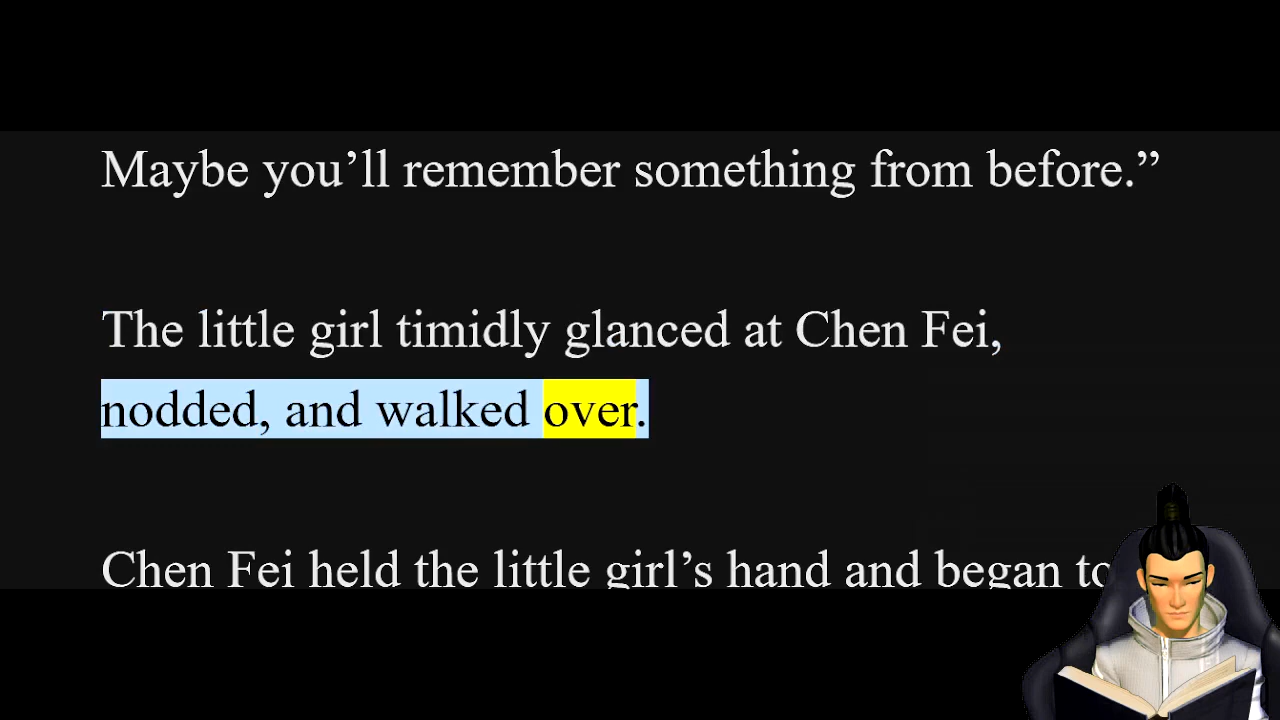 Maybe you’ll remember something from before.”
The little girl timidly glanced at Chen Fei,
nodded, and walked over.
Chen Fei held the little girl’s hand and began to